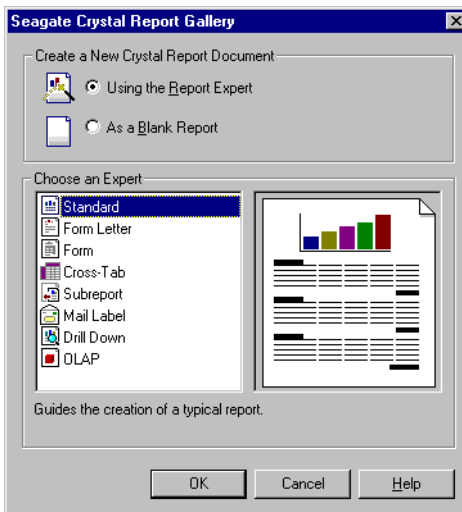 Seagate Crystal Report Gallery
Create a New Crystal Report Document
Using the Report Expert
As a Blank Report
Choose an Expert
Standard
Form Letter
Form
Cross-Tab
Subreport
Mail Label
Drill Down
OLAP
Guides the creation of a typical report.
OK Cancel Help